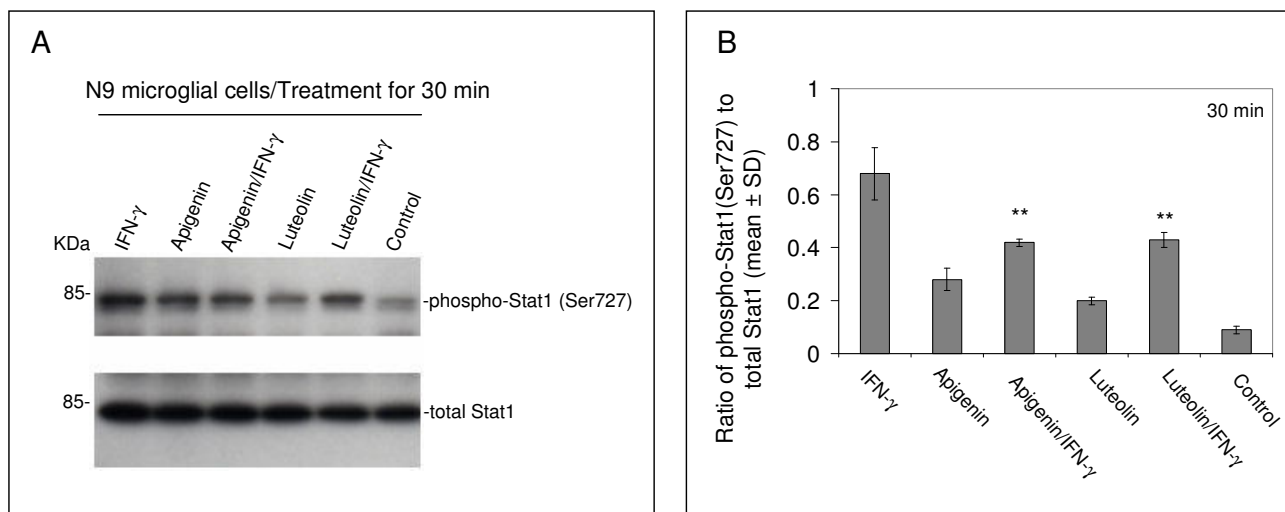 A
N9 microglial cells/Treatment for 30 min
IFN-γ
Apigenin
Apigenin/IFN-γ
Luteolin
Luteolin/IFN-γ
Control
KDa
85-
-phospho-Stat1 (Ser727)
85-
-total Stat1
B
Ratio of phospho-Stat1(Ser727) to
total Stat1 (mean ± SD)
1
0.8
0.6
0.4
0.2
0
30 min
**
**
IFN-γ
Apigenin
Apigenin/IFN-γ
Luteolin
Luteolin/IFN-γ
Control